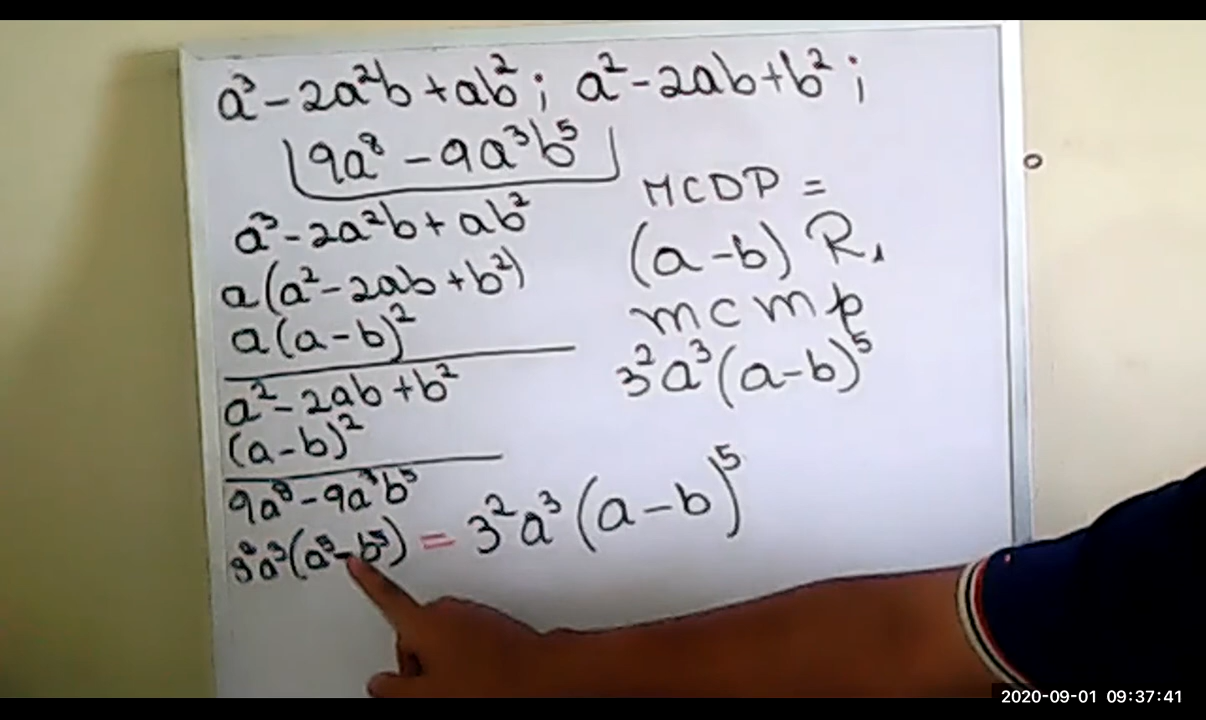 a³ - 2a²b + ab² ; a² - 2ab + b² ;
9a⁸ - 9a³b⁵
a³ - 2a²b + ab²
a(a² - 2ab + b²)
a(a - b)²
a² - 2ab + b²
(a - b)²
9a⁸ - 9a³b⁵
3²a³(a⁵ - b⁵) = 3²a³(a - b)⁵
MCDP =
(a - b) R,
mcmp
3²a³(a - b)⁵
2020-09-01 09:37:41